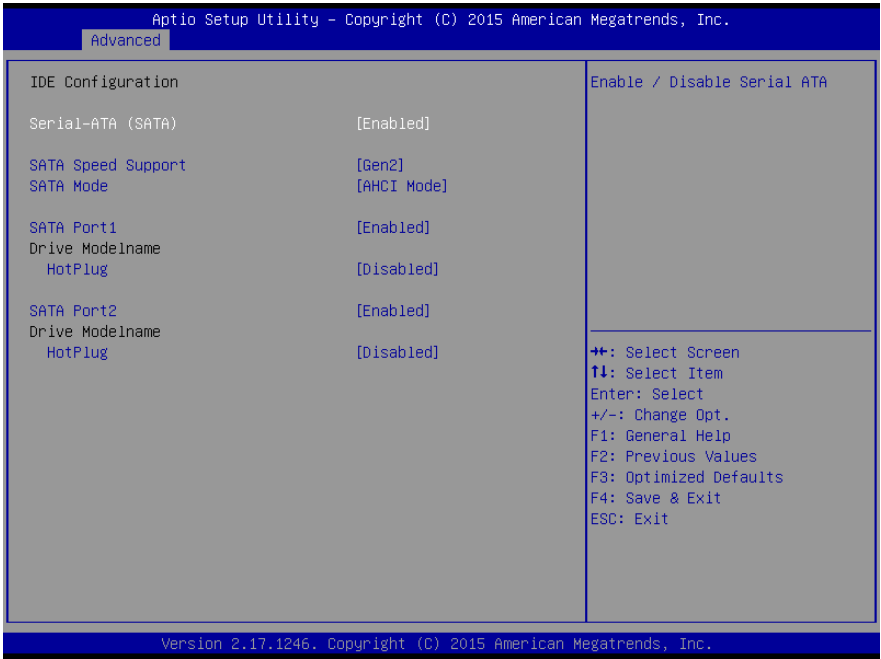 Aptio Setup Utility – Copyright (C) 2015 American Megatrends, Inc.
Advanced
IDE Configuration
Serial-ATA (SATA) [Enabled]
SATA Speed Support [Gen2]
SATA Mode [AHCI Mode]
SATA Port1 [Enabled]
Drive Modelname
HotPlug [Disabled]
SATA Port2 [Enabled]
Drive Modelname
HotPlug [Disabled]
Enable / Disable Serial ATA
→←: Select Screen
↑↓: Select Item
Enter: Select
+/-: Change Opt.
F1: General Help
F2: Previous Values
F3: Optimized Defaults
F4: Save & Exit
ESC: Exit
Version 2.17.1246. Copyright (C) 2015 American Megatrends, Inc.